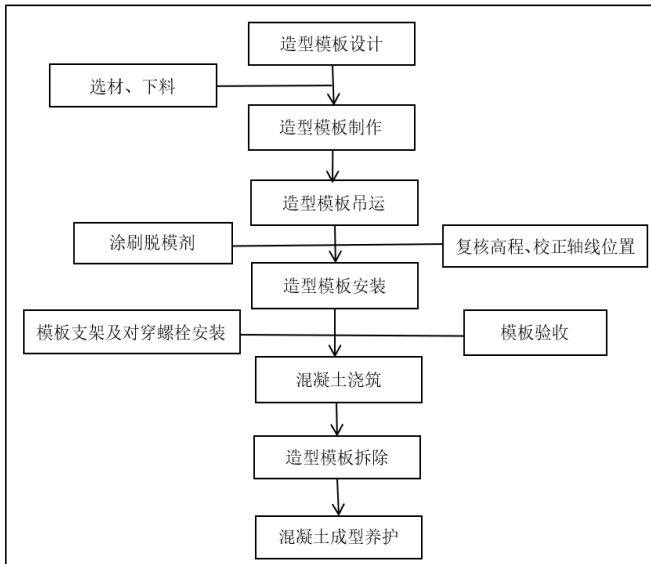 造型模板设计
选材、下料
造型模板制作
造型模板吊运
涂刷脱模剂
复核高程、校正轴线位置
造型模板安装
模板支架及对穿螺栓安装
模板验收
混凝土浇筑
造型模板拆除
混凝土成型养护